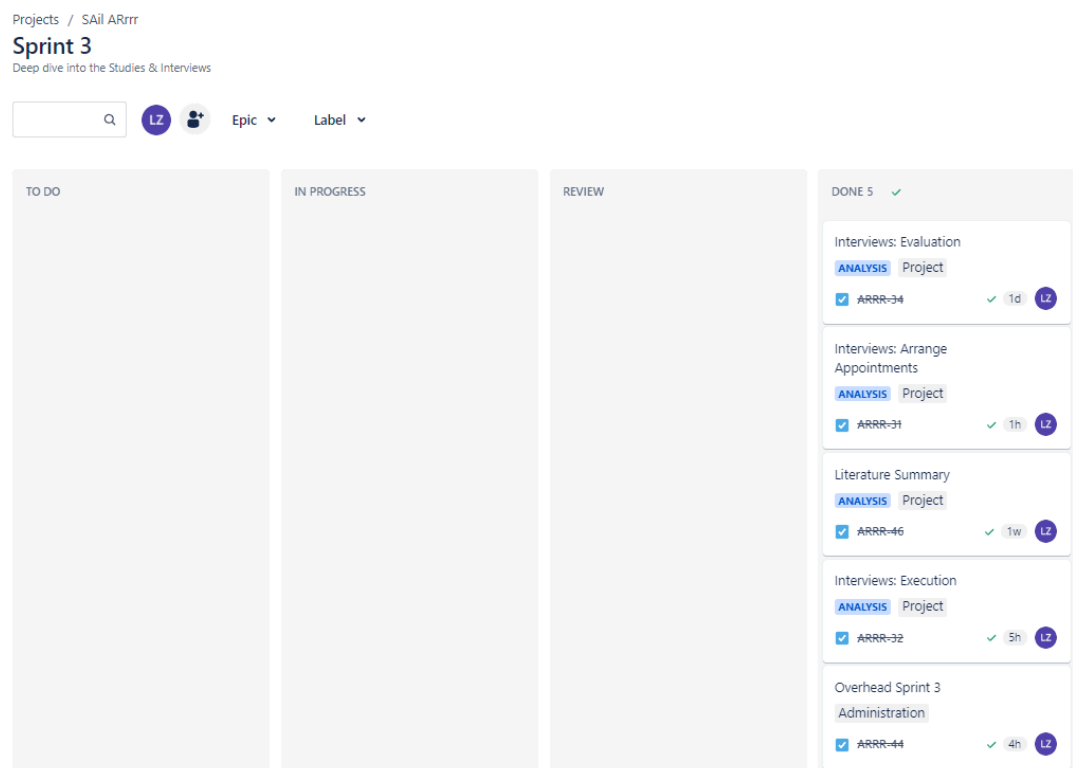 Projects / SAil ARrrr
Sprint 3
Deep dive into the Studies & Interviews
LZ Epic Label
TO DO
IN PROGRESS
REVIEW
DONE 5
Interviews: Evaluation
ANALYSIS Project
ARRR-34 1d LZ
Interviews: Arrange
Appointments
ANALYSIS Project
ARRR-31 1h LZ
Literature Summary
ANALYSIS Project
ARRR-46 1w LZ
Interviews: Execution
ANALYSIS Project
ARRR-32 5h LZ
Overhead Sprint 3
Administration
ARRR-44 4h LZ